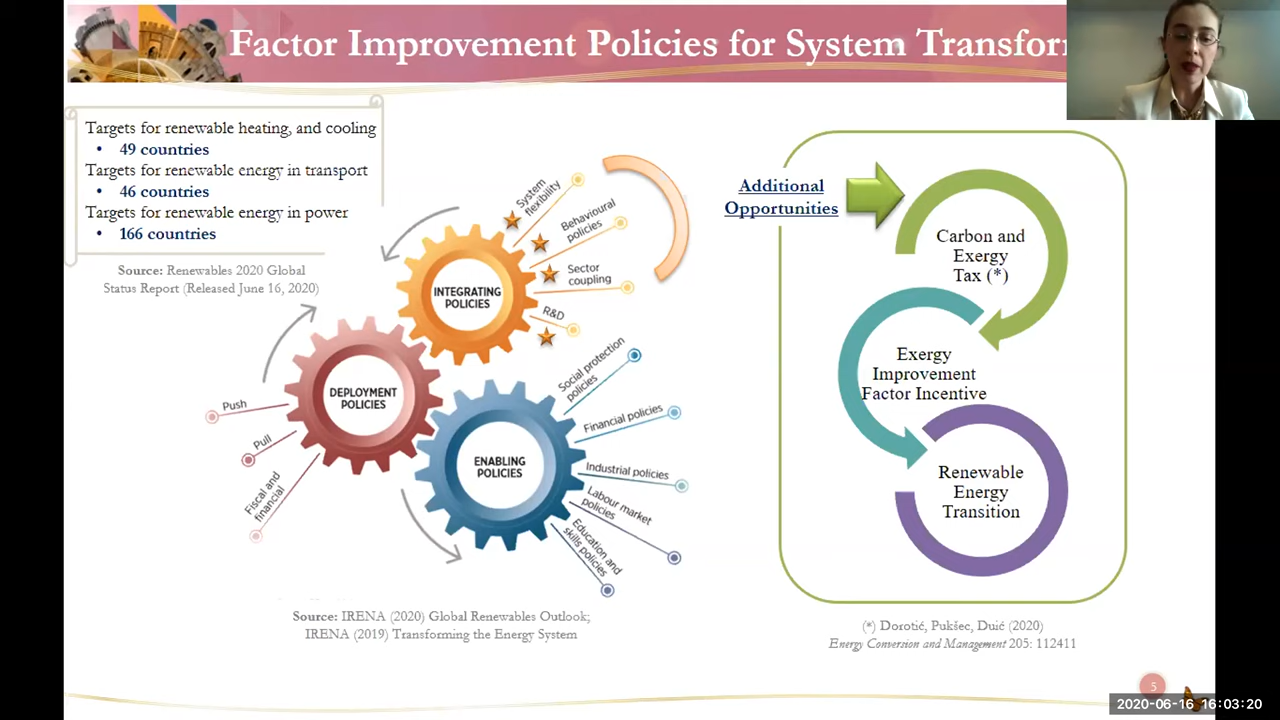 Factor Improvement Policies for System Transfor
Targets for renewable heating, and cooling
• 49 countries
Targets for renewable energy in transport
• 46 countries
Targets for renewable energy in power
• 166 countries
Source: Renewables 2020 Global
Status Report (Released June 16, 2020)
INTEGRATING
POLICIES
System
flexibility
Behavioural
policies
Sector
coupling
R&D
DEPLOYMENT
POLICIES
Push
Pull
Fiscal and
financial
ENABLING
POLICIES
Social protection
policies
Financial policies
Industrial policies
Labour market
policies
Education and
skills policies
Source: IRENA (2020) Global Renewables Outlook;
IRENA (2019) Transforming the Energy System
Additional
Opportunities
Carbon and
Exergy
Tax (*)
Exergy
Improvement
Factor Incentive
Renewable
Energy
Transition
(*) Dorotić, Pukšec, Duić (2020)
Energy Conversion and Management 205: 112411
5
2020-06-16 16:03:20